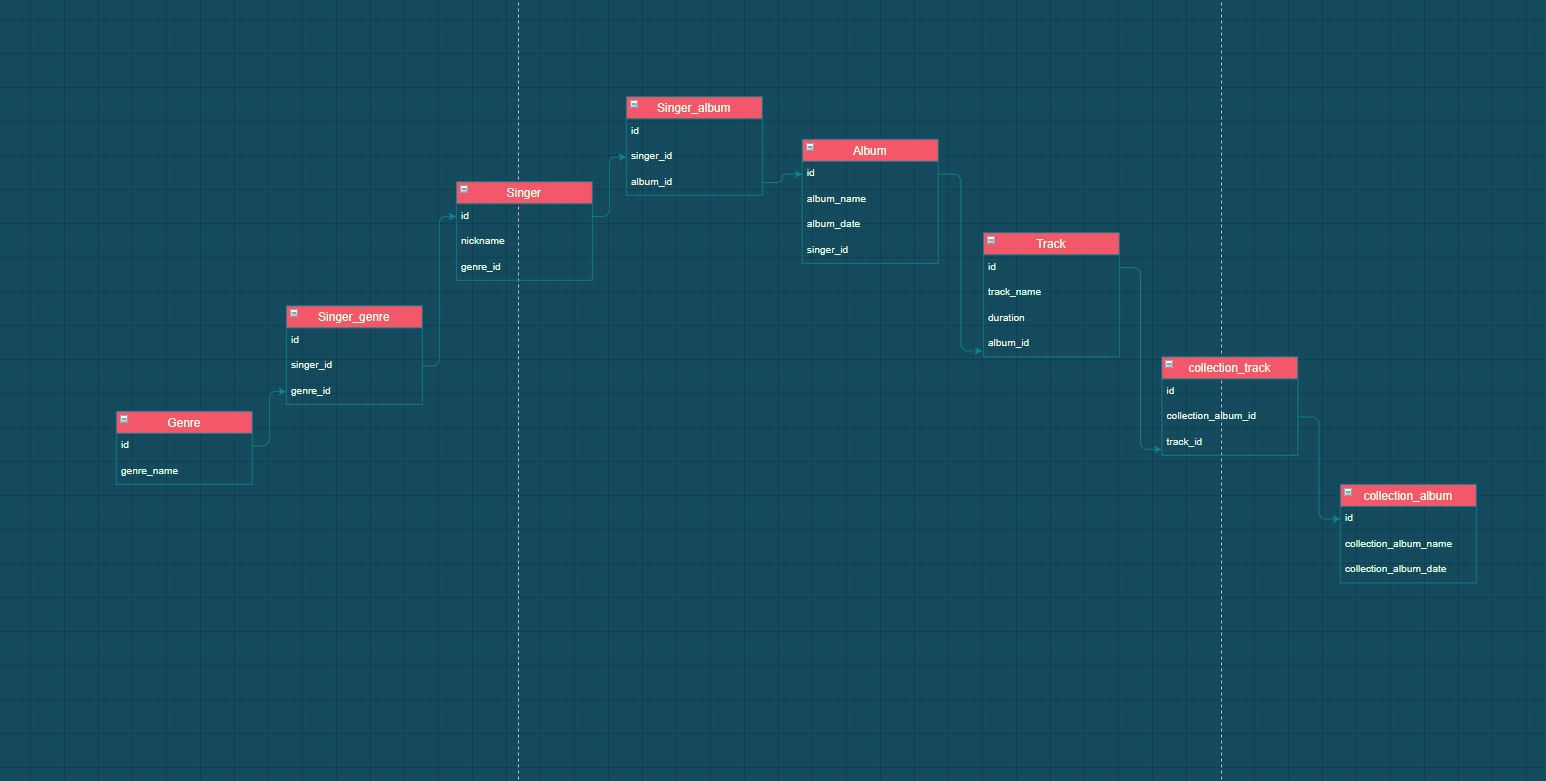 Singer_album
id
singer_id
album_id
Album
id
album_name
album_date
singer_id
Singer
id
nickname
genre_id
Track
id
track_name
duration
album_id
Singer_genre
id
singer_id
genre_id
collection_track
id
collection_album_id
track_id
Genre
id
genre_name
collection_album
id
collection_album_name
collection_album_date